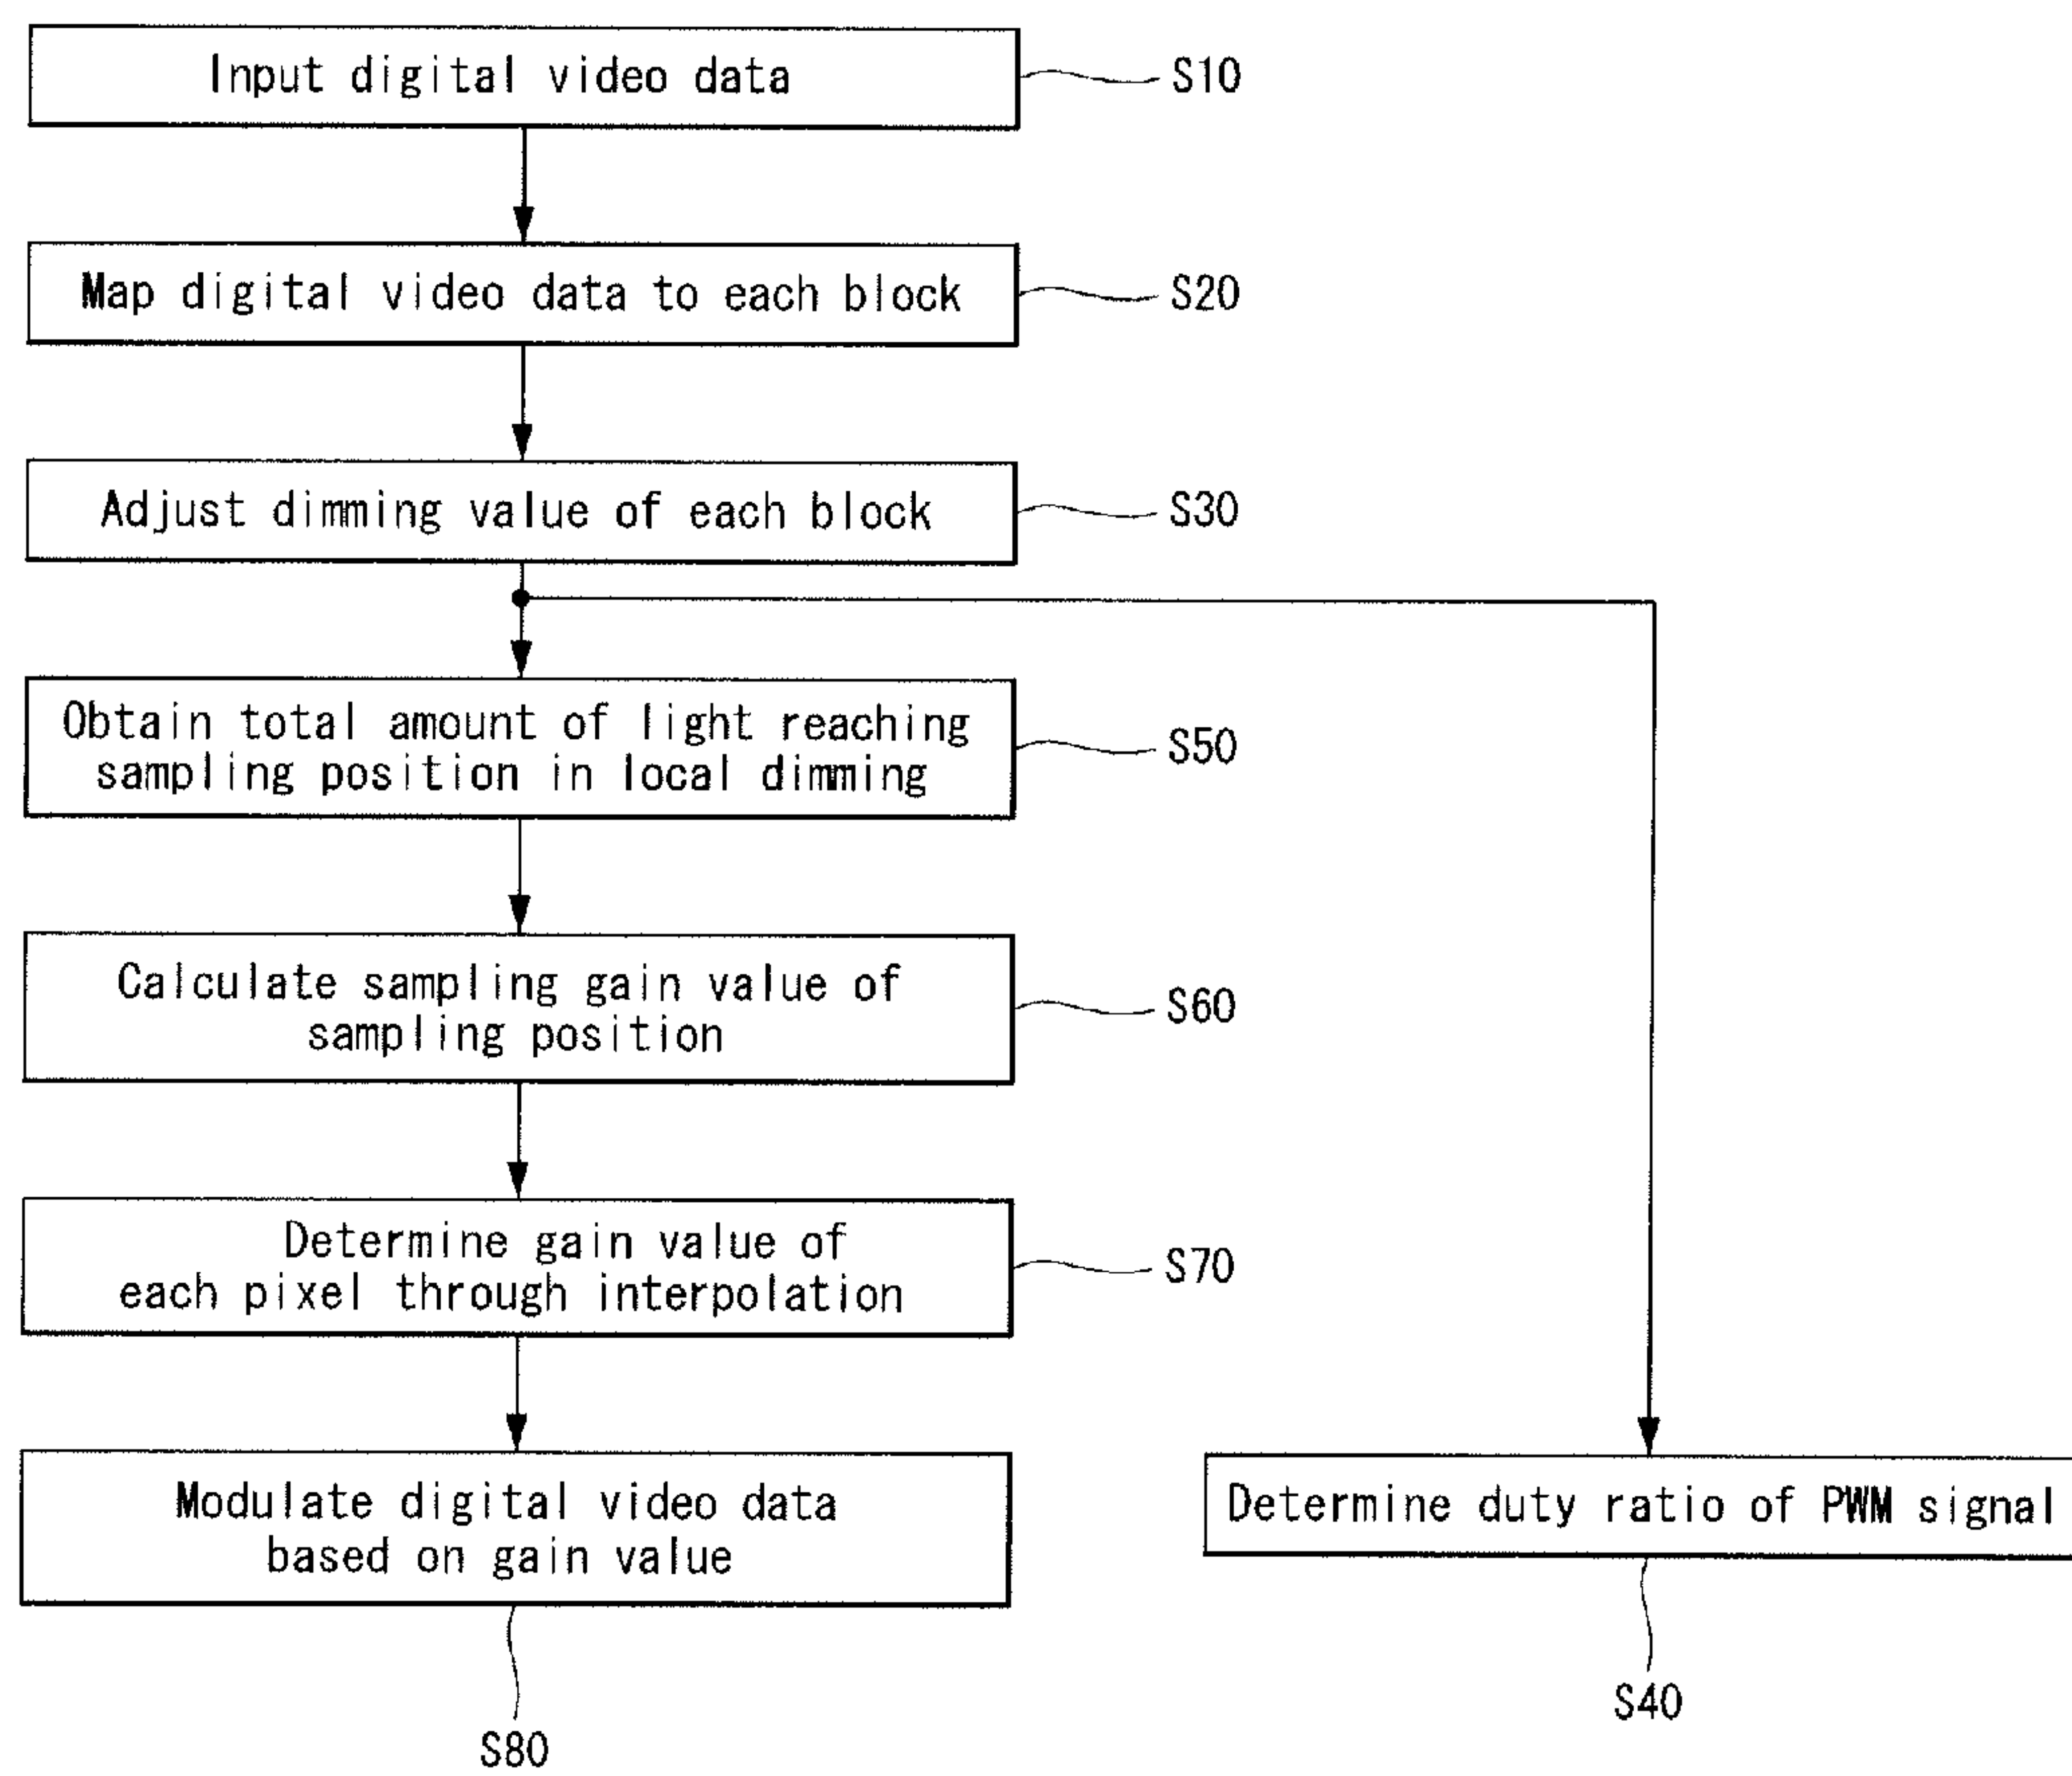 Input digital video data
S10
Map digital video data to each block
S20
Adjust dimming value of each block
S30
Obtain total amount of light reaching
sampling position in local dimming
S50
Calculate sampling gain value of
sampling position
S60
Determine gain value of
each pixel through interpolation
S70
Modulate digital video data
based on gain value
S80
Determine duty ratio of PWM signal
S40